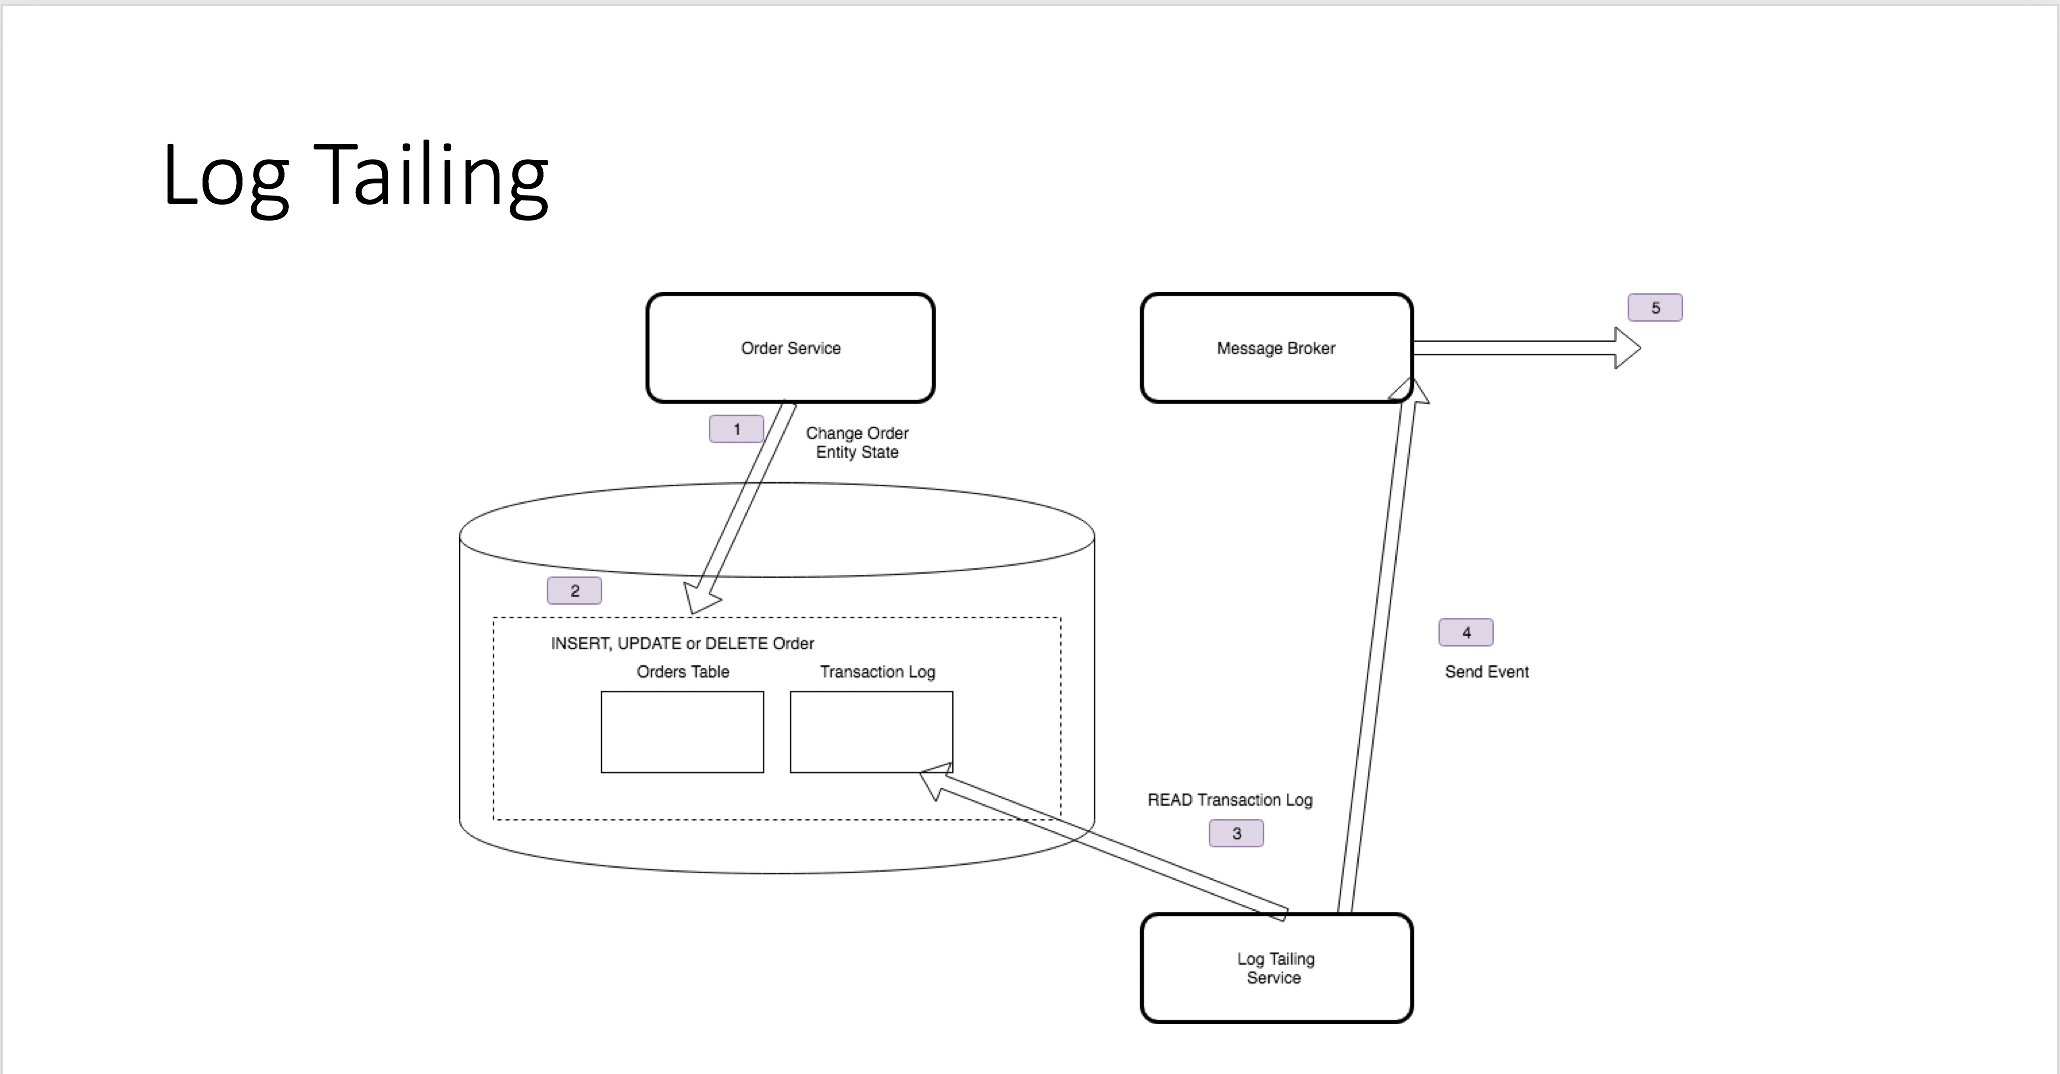 Log Tailing
Order Service
Message Broker
5
1
Change Order
Entity State
2
INSERT, UPDATE or DELETE Order
Orders Table
Transaction Log
4
Send Event
READ Transaction Log
3
Log Tailing
Service